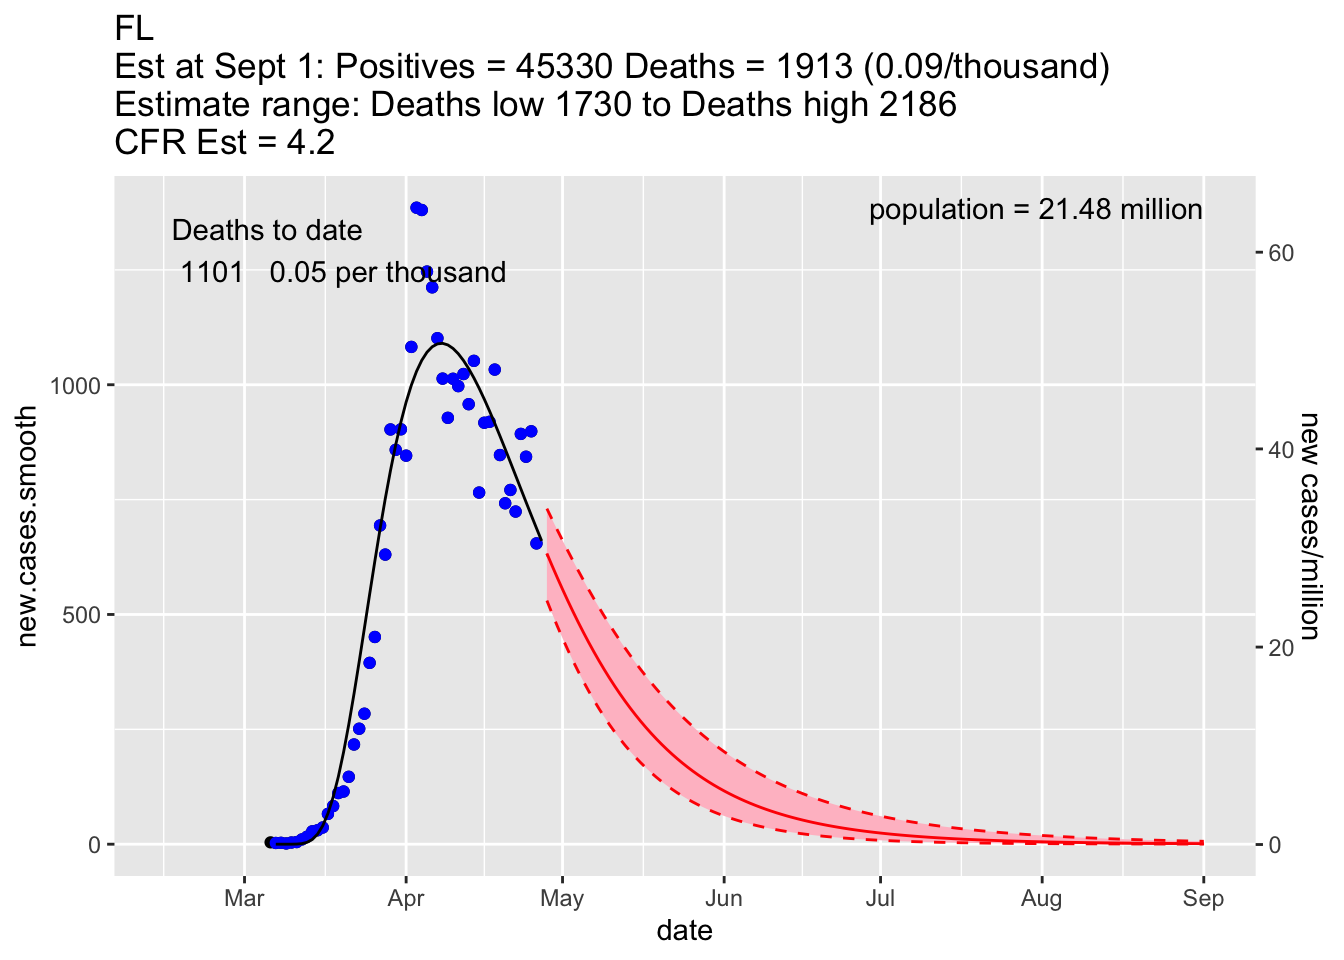 FL
Est at Sept 1: Positives = 45330 Deaths = 1913 (0.09/thousand)
Estimate range: Deaths low 1730 to Deaths high 2186
CFR Est = 4.2
population = 21.48 million
Deaths to date
1101 0.05 per thousand
new.cases.smooth
1000
500
0
60
40
20
0
new cases/million
Mar Apr May Jun Jul Aug Sep
date